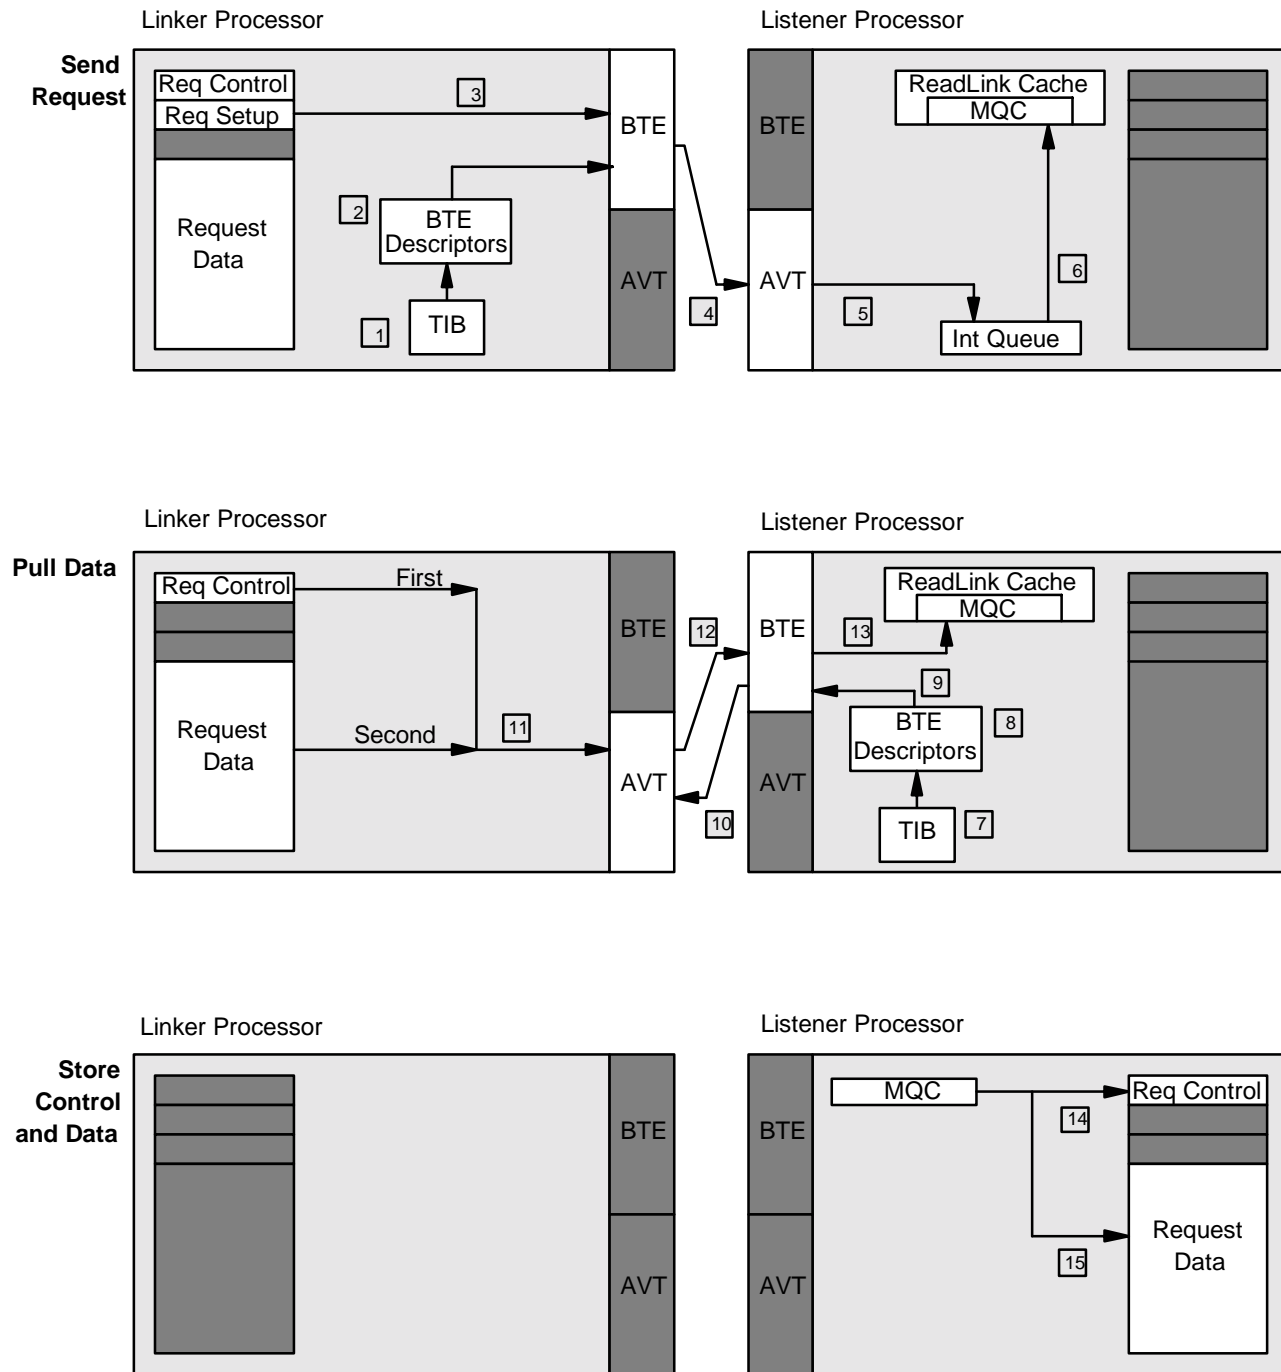 Linker Processor
Listener Processor
Send
Request
Req Control
Req Setup
3
BTE
BTE
ReadLink Cache
MQC
2
BTE
Descriptors
Request
Data
6
AVT
AVT
1
TIB
4
5
Int Queue
Linker Processor
Listener Processor
Pull Data
Req Control
First
ReadLink Cache
MQC
BTE
12
BTE
13
9
Request
Data
Second
11
BTE
Descriptors
8
AVT
AVT
10
TIB
7
Linker Processor
Listener Processor
Store
Control
and Data
MQC
Req Control
14
BTE
BTE
Request
Data
15
AVT
AVT